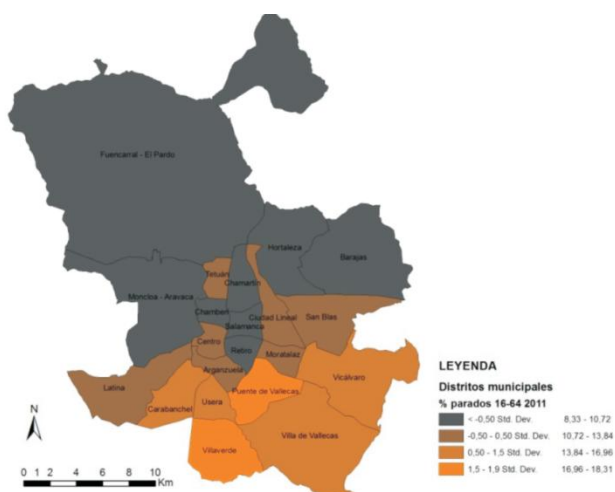 Fuencarral - El Pardo
Hortaleza
Barajas
Tetuán
Chamartín
Moncloa - Aravaca
Chamberí
Ciudad Lineal
San Blas
Salamanca
Centro
Retiro
Moratalaz
Arganzuela
Vicálvaro
Latina
Puente de Vallecas
Carabanchel
Usera
Villa de Vallecas
Villaverde
N
0 1 2 4 6 8 10
Km
LEYENDA
Distritos municipales
% parados 16-64 2011
< -0,50 Std. Dev. 8,33 - 10,72
-0,50 - 0,50 Std. Dev. 10,72 - 13,84
0,50 - 1,5 Std. Dev. 13,84 - 16,96
1,5 - 1,9 Std. Dev. 16,96 - 18,31